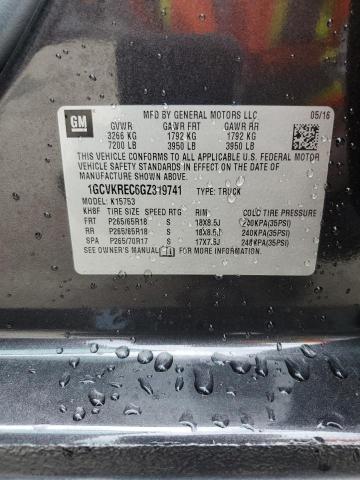 GM
MFD BY GENERAL MOTORS LLC 05/16
GVWR GAWR FRT GAWR RR
3266 KG 1792 KG 1792 KG
7200 LB 3950 LB 3950 LB
THIS VEHICLE CONFORMS TO ALL APPLICABLE
U.S. FEDERAL MOTOR
VEHICLE SAFETY STANDARDS IN EFFECT ON THE DATE OF
MANUFACTURE SHOWN ABOVE.
1GCVKREC6GZ319741 TYPE: TRUCK
MODEL: K15753
KH8F TIRE SIZE SPEED RTG RIM COLD TIRE PRESSURE
FRT P265/65R18 S 18X8.5J 240KPA(35PSI)
RR P265/65R18 S 18X8.5J 240KPA(35PSI)
SPA P265/70R17 S 17X7.5J 240KPA(35PSI)
SEE OWNER'S MANUAL